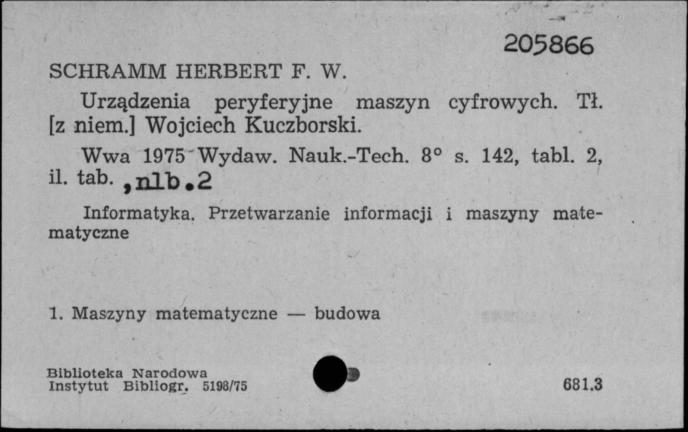 205866
SCHRAMM HERBERT F. W.
Urządzenia peryferyjne maszyn cyfrowych. Tł.
[z niem.] Wojciech Kuczborski.
Wwa 1975 Wydaw. Nauk.-Tech. 8° s. 142, tabl. 2,
il. tab. , nlb. 2
Informatyka. Przetwarzanie informacji i maszyny mate-
matyczne
1. Maszyny matematyczne — budowa
Biblioteka Narodowa
Instytut Bibliogr. 5198/75
681.3